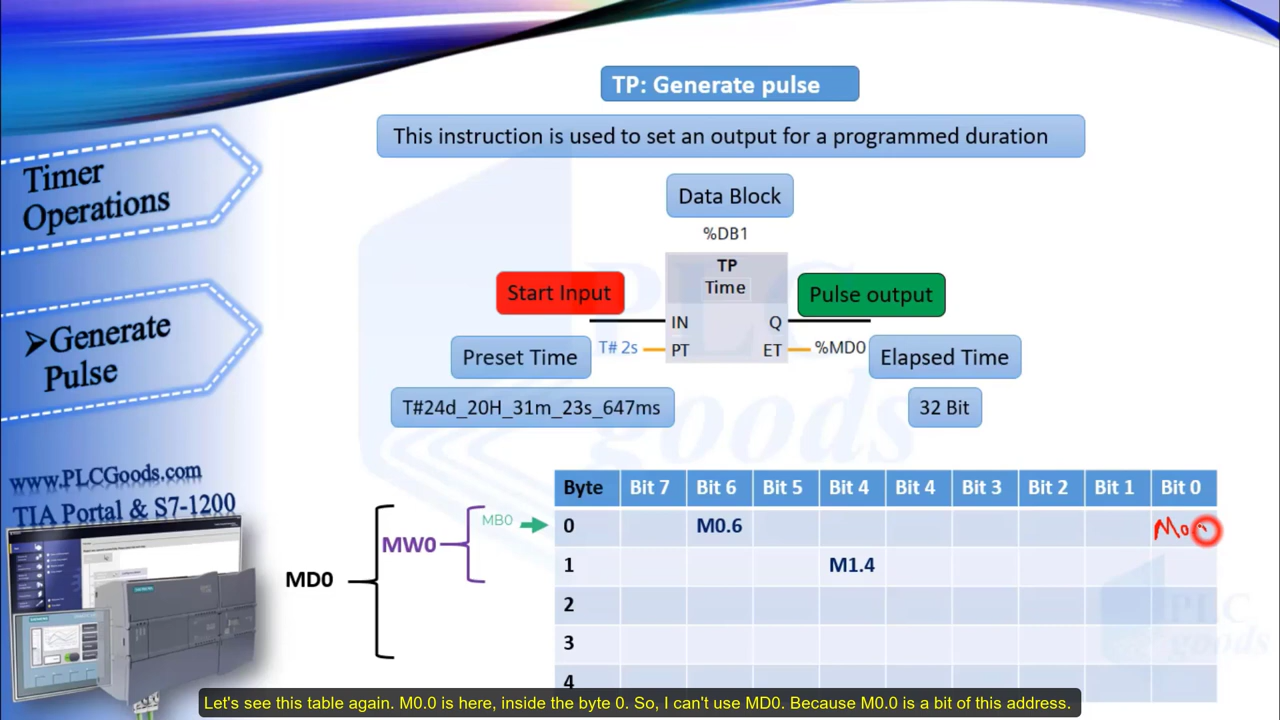 TP: Generate pulse
This instruction is used to set an output for a programmed duration
Timer
Operations
Generate
Pulse
www.PLCGoods.com
TIA Portal & S7-1200
Data Block
%DB1
TP
Time
Start Input
Pulse output
IN
Q
Preset Time
T# 2s
PT
ET
%MD0
Elapsed Time
T#24d_20H_31m_23s_647ms
32 Bit
PLC
goods
Byte Bit 7 Bit 6 Bit 5 Bit 4 Bit 4 Bit 3 Bit 2 Bit 1 Bit 0
MD0
MW0
MB0
0 M0.6
1 M1.4
2
3
4
PLC
goods
Let's see this table again. M0.0 is here, inside the byte 0. So, I can't use MD0. Because M0.0 is a bit of this address.